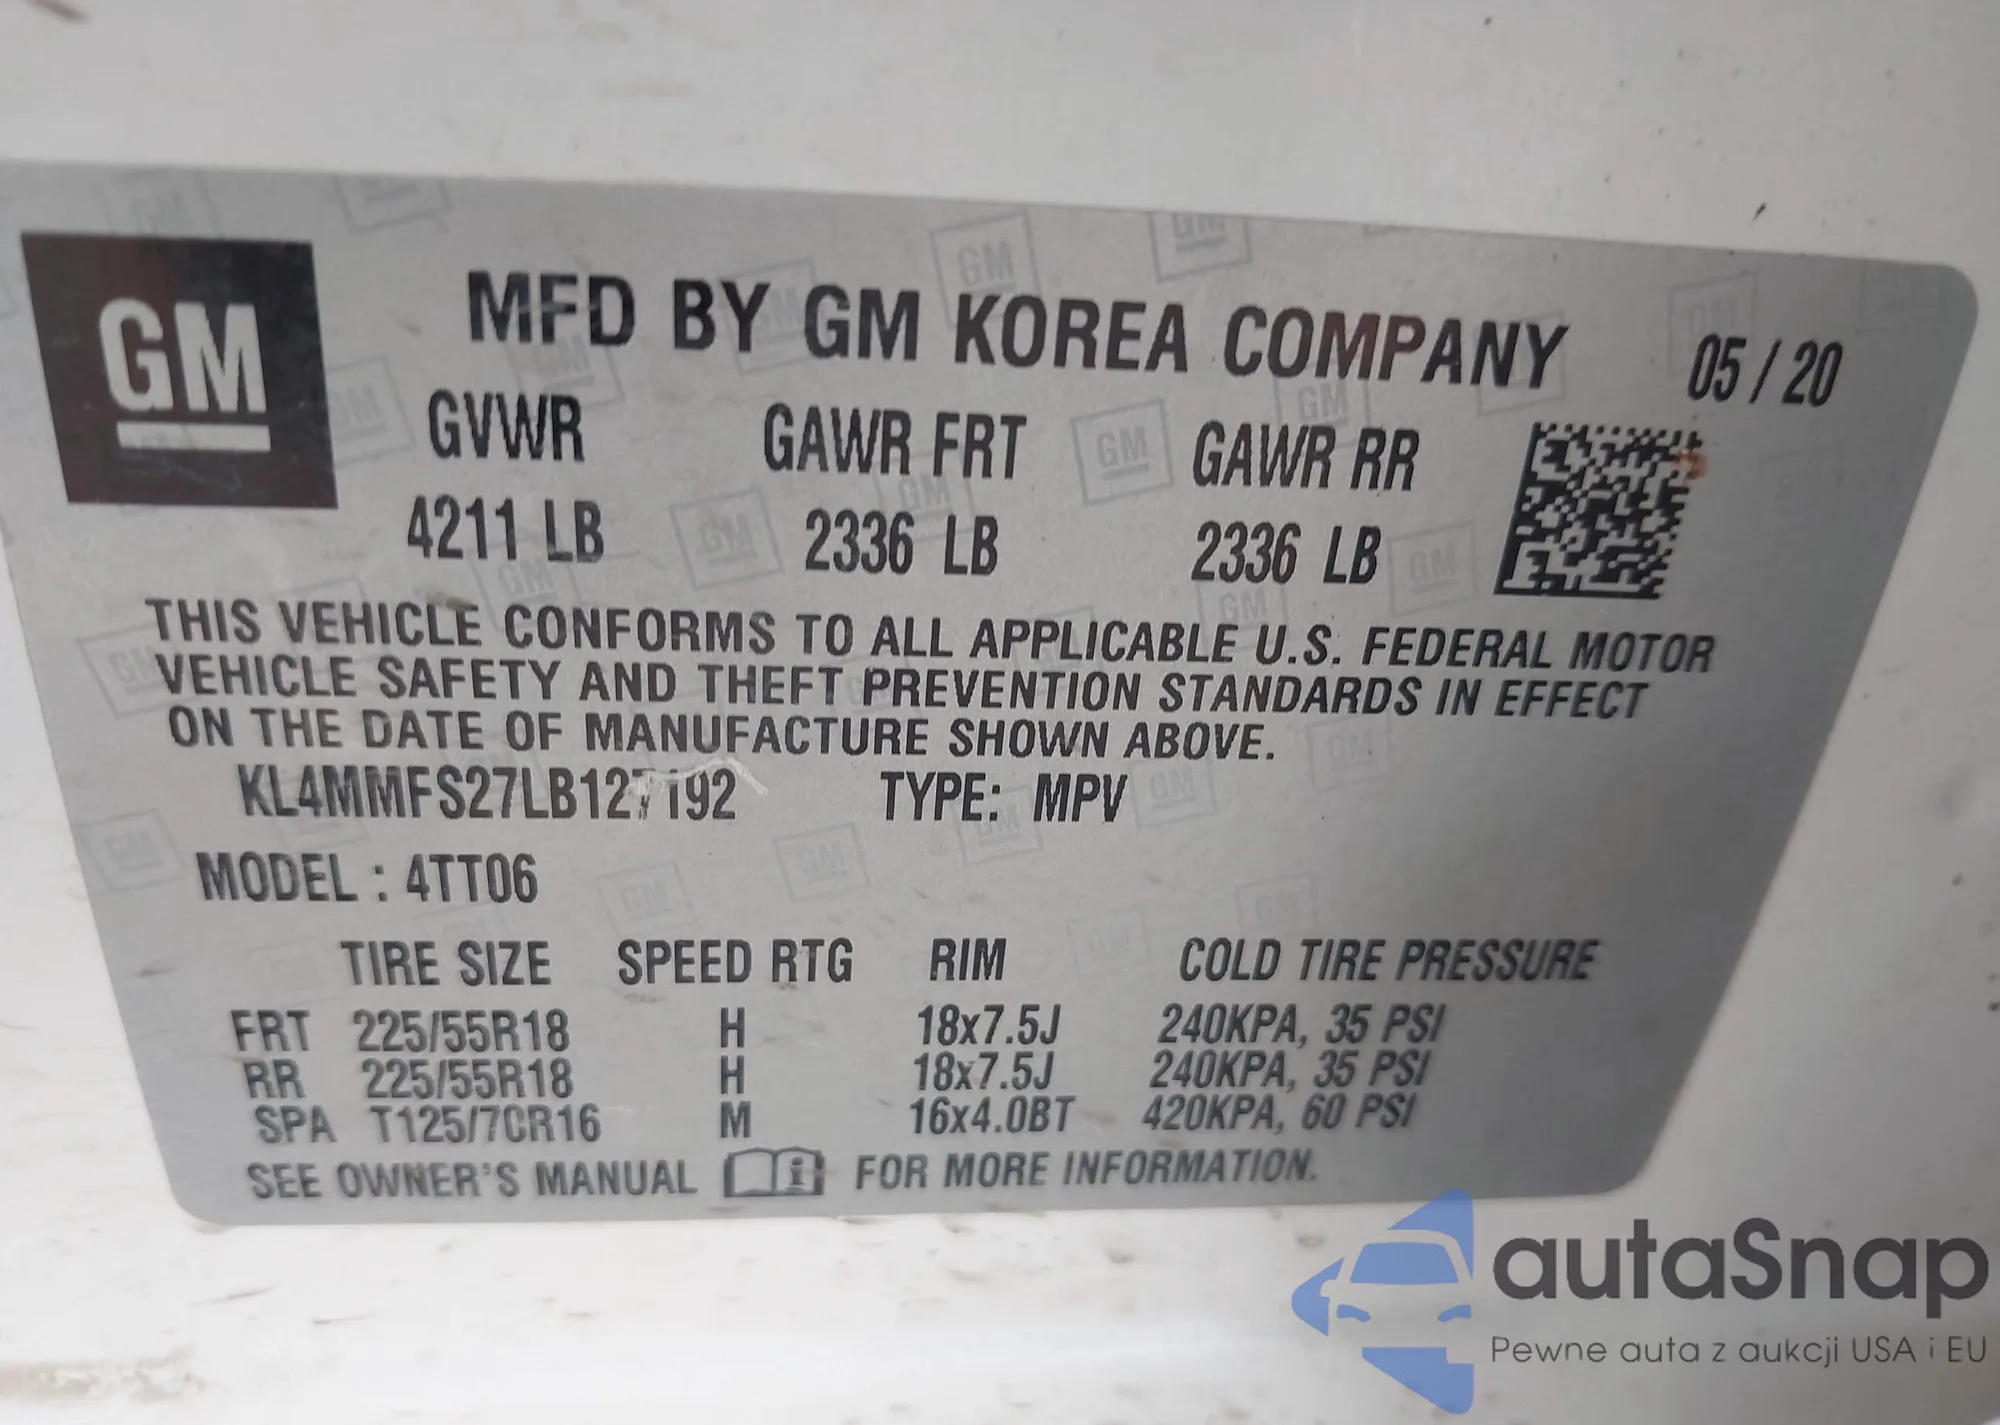 GM
MFD BY GM KOREA COMPANY 05/20
GVWR GAWR FRT GAWR RR
4211 LB 2336 LB 2336 LB
THIS VEHICLE CONFORMS TO ALL APPLICABLE U.S. FEDERAL MOTOR
VEHICLE SAFETY AND THEFT PREVENTION STANDARDS IN EFFECT
ON THE DATE OF MANUFACTURE SHOWN ABOVE.
KL4MMFS27LB127192 TYPE: MPV
MODEL : 4TT06
TIRE SIZE SPEED RTG RIM COLD TIRE PRESSURE
FRT 225/55R18 H 18x7.5J 240KPA, 35 PSI
RR 225/55R18 H 18x7.5J 240KPA, 35 PSI
SPA T125/70R16 M 16x4.0BT 420KPA, 60 PSI
SEE OWNER'S MANUAL FOR MORE INFORMATION.
autaSnap
Pewne auta z aukcji USA i EU